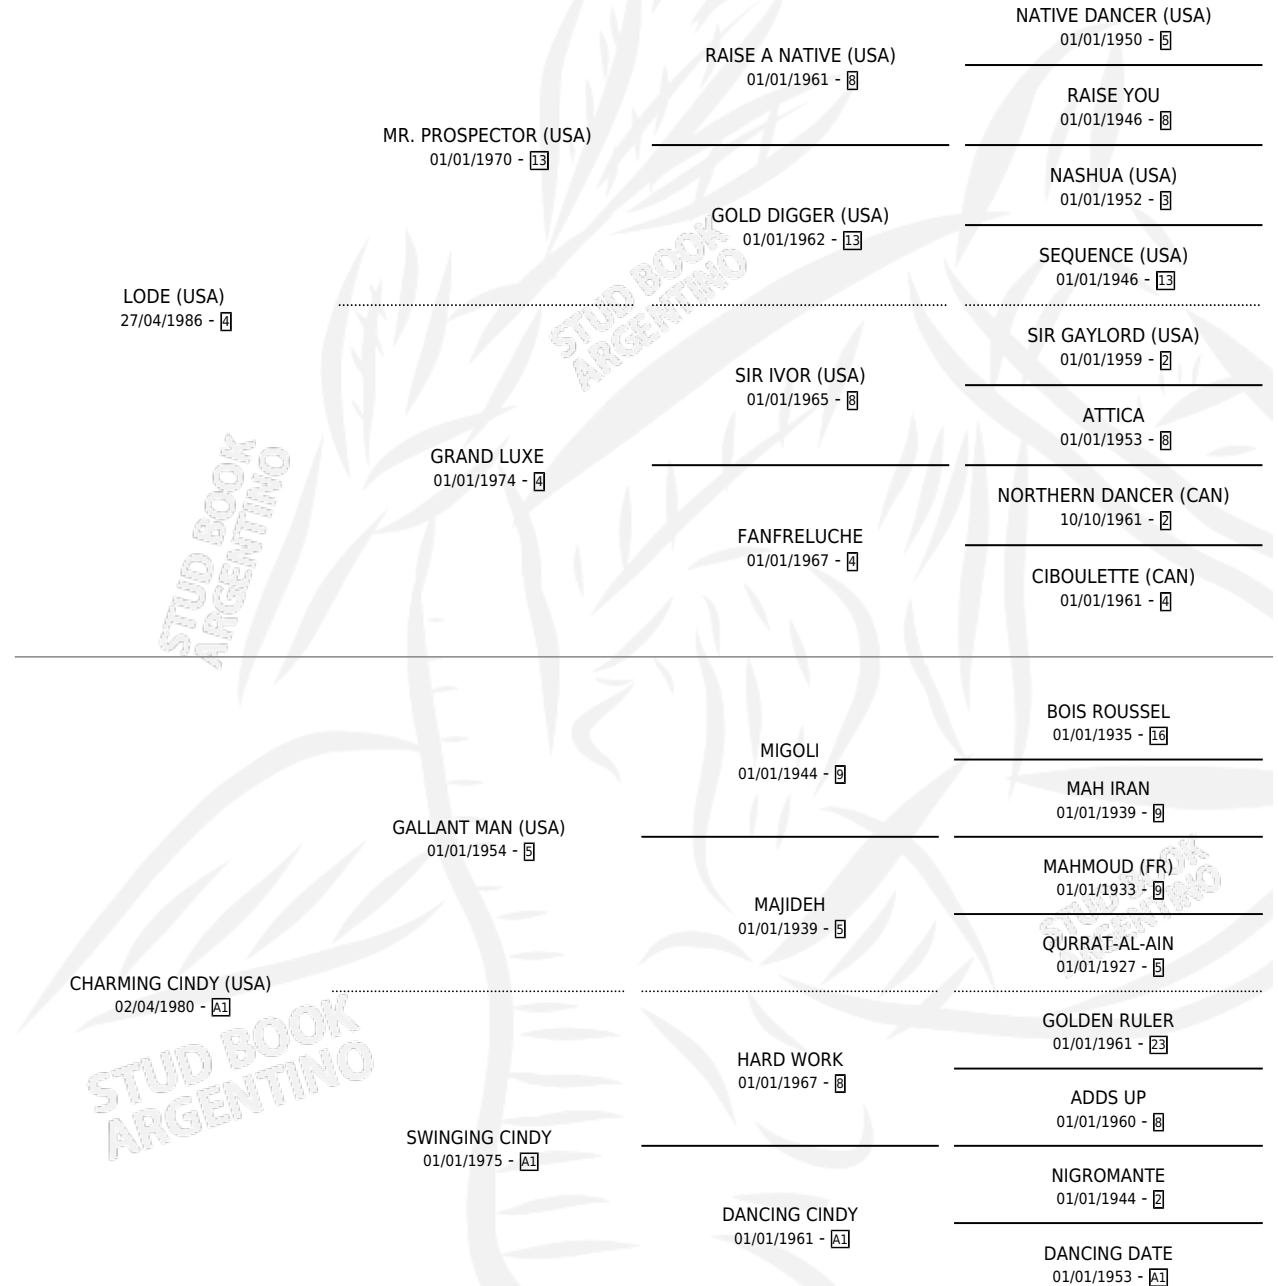 NATIVE DANCER (USA)
01/01/1950 - 5
RAISE A NATIVE (USA)
01/01/1961 - 8
RAISE YOU
01/01/1946 - 8
MR. PROSPECTOR (USA)
01/01/1970 - 13
NASHUA (USA)
01/01/1952 - 3
GOLD DIGGER (USA)
01/01/1962 - 13
SEQUENCE (USA)
01/01/1946 - 13
LODE (USA)
27/04/1986 - 4
STUD BOOK
ARGENTINO
SIR GAYLORD (USA)
01/01/1959 - 2
SIR IVOR (USA)
01/01/1965 - 8
ATTICA
01/01/1953 - 8
GRAND LUXE
01/01/1974 - 4
NORTHERN DANCER (CAN)
10/10/1961 - 2
FANFRELUCHE
01/01/1967 - 4
CIBOULETTE (CAN)
01/01/1961 - 4
STUD BOOK
ARGENTINO
BOIS ROUSSEL
01/01/1935 - 16
MIGOLI
01/01/1944 - 9
MAH IRAN
01/01/1939 - 9
GALLANT MAN (USA)
01/01/1954 - 5
MAHMOUD (FR)
01/01/1933 - 9
MAJIDEH
01/01/1939 - 5
QURRAT-AL-AIN
01/01/1927 - 5
STUD BOOK
ARGENTINO
CHARMING CINDY (USA)
02/04/1980 - A1
GOLDEN RULER
01/01/1961 - 23
HARD WORK
01/01/1967 - 8
ADDS UP
01/01/1960 - 8
STUD BOOK
ARGENTINO
SWINGING CINDY
01/01/1975 - A1
NIGROMANTE
01/01/1944 - 2
DANCING CINDY
01/01/1961 - A1
DANCING DATE
01/01/1953 - A1